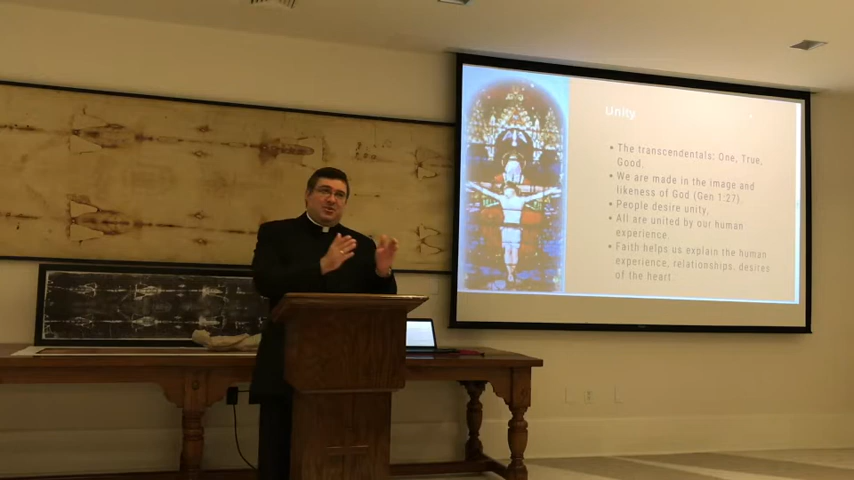 Unity
• The transcendentals: One, True,
Good.
• We are made in the image and
likeness of God (Gen 1:27).
• People desire unity,
• All are united by our human
experience.
• Faith helps us explain the human
experience, relationships, desires
of the heart.